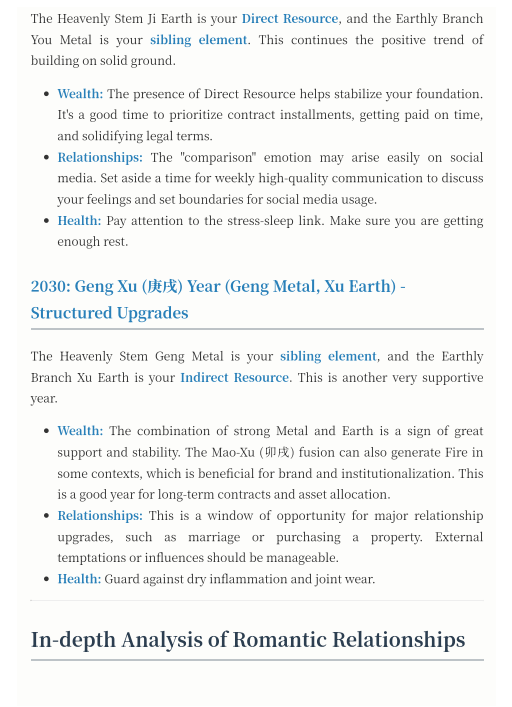 The Heavenly Stem Ji Earth is your Direct Resource, and the Earthly Branch
You Metal is your sibling element. This continues the positive trend of
building on solid ground.
• Wealth: The presence of Direct Resource helps stabilize your foundation.
It's a good time to prioritize contract installments, getting paid on time,
and solidifying legal terms.
• Relationships: The "comparison" emotion may arise easily on social
media. Set aside a time for weekly high-quality communication to discuss
your feelings and set boundaries for social media usage.
• Health: Pay attention to the stress-sleep link. Make sure you are getting
enough rest.
2030: Geng Xu (庚戌) Year (Geng Metal, Xu Earth) -
Structured Upgrades
The Heavenly Stem Geng Metal is your sibling element, and the Earthly
Branch Xu Earth is your Indirect Resource. This is another very supportive
year.
• Wealth: The combination of strong Metal and Earth is a sign of great
support and stability. The Mao-Xu (卯戌) fusion can also generate Fire in
some contexts, which is beneficial for brand and institutionalization. This
is a good year for long-term contracts and asset allocation.
• Relationships: This is a window of opportunity for major relationship
upgrades, such as marriage or purchasing a property. External
temptations or influences should be manageable.
• Health: Guard against dry inflammation and joint wear.
In-depth Analysis of Romantic Relationships